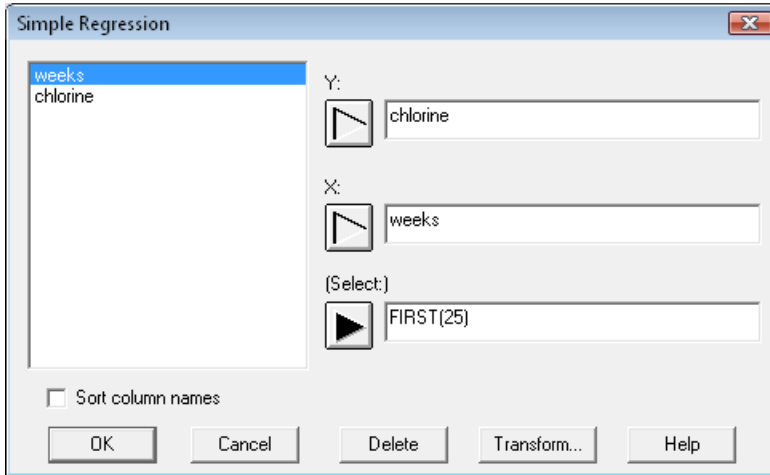 Simple Regression
weeks
chlorine
Y:
chlorine
X:
weeks
(Select:)
FIRST(25)
Sort column names
OK
Cancel
Delete
Transform...
Help